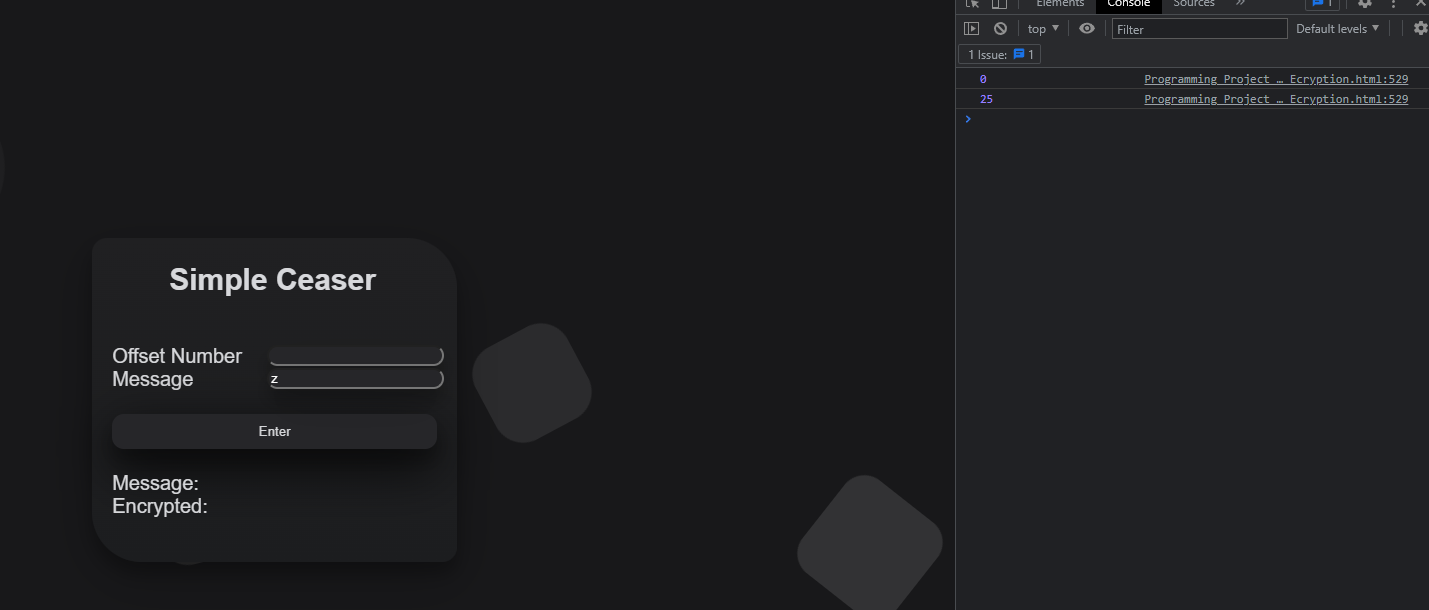 Simple Ceaser
Offset Number
Message z
Enter
Message:
Encrypted:
Elements Console Sources » 1
top Filter Default levels
1 Issue: 1
0 Programming Project … Ecryption.html:529
25 Programming Project … Ecryption.html:529
›